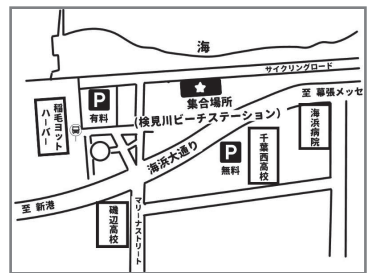 海
サイクリングロード
至 幕張メッセ
P
有料
集合場所
(検見川ビーチステーション)
稲毛ヨット
ハーバー
海浜病院
海浜大通り
P
無料
千葉西高校
至 新港
磯辺高校
マリーナストリート